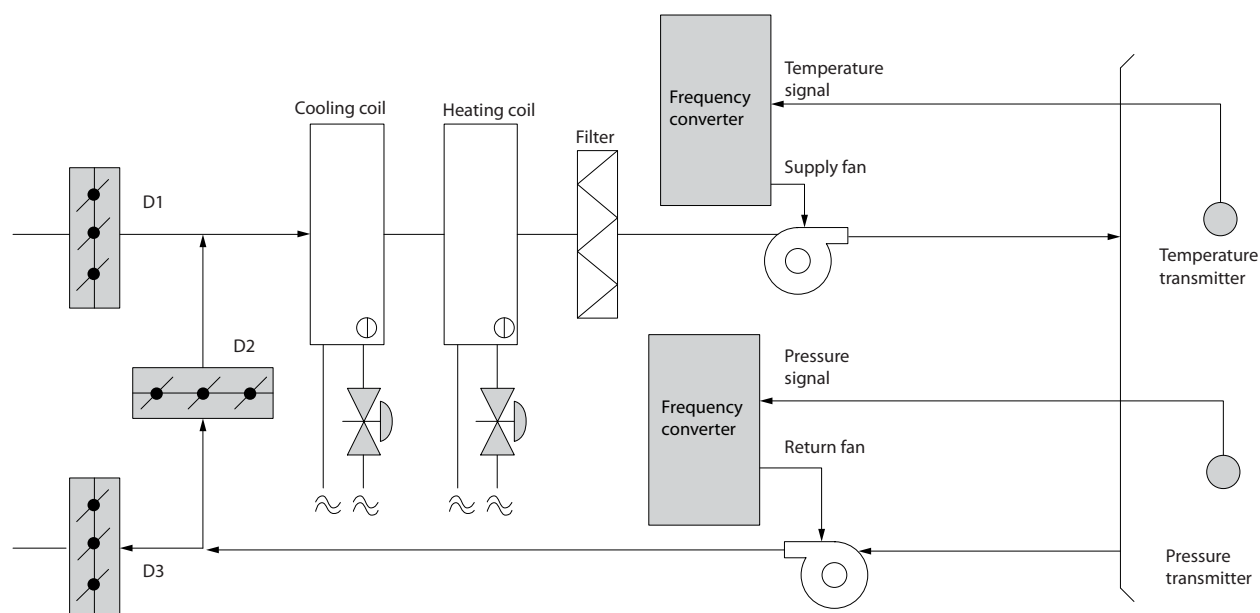 Temperature
signal
Frequency
converter
Cooling coil
Heating coil
Filter
Supply fan
D1
Temperature
transmitter
D2
Pressure
signal
Frequency
converter
Return fan
D3
Pressure
transmitter